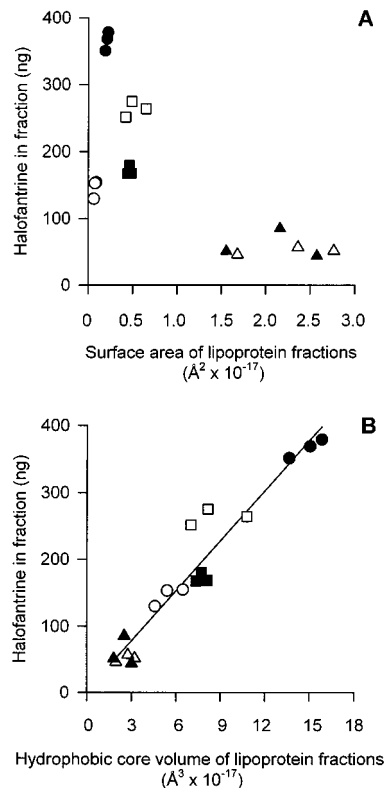 A
400
300
200
100
0
Halofantrine in fraction (ng)
0 0.5 1.0 1.5 2.0 2.5 3.0
Surface area of lipoprotein fractions
(Å² x 10⁻¹⁷)
B
400
300
200
100
0
Halofantrine in fraction (ng)
0 3 6 9 12 15 18
Hydrophobic core volume of lipoprotein fractions
(Å³ x 10⁻¹⁷)